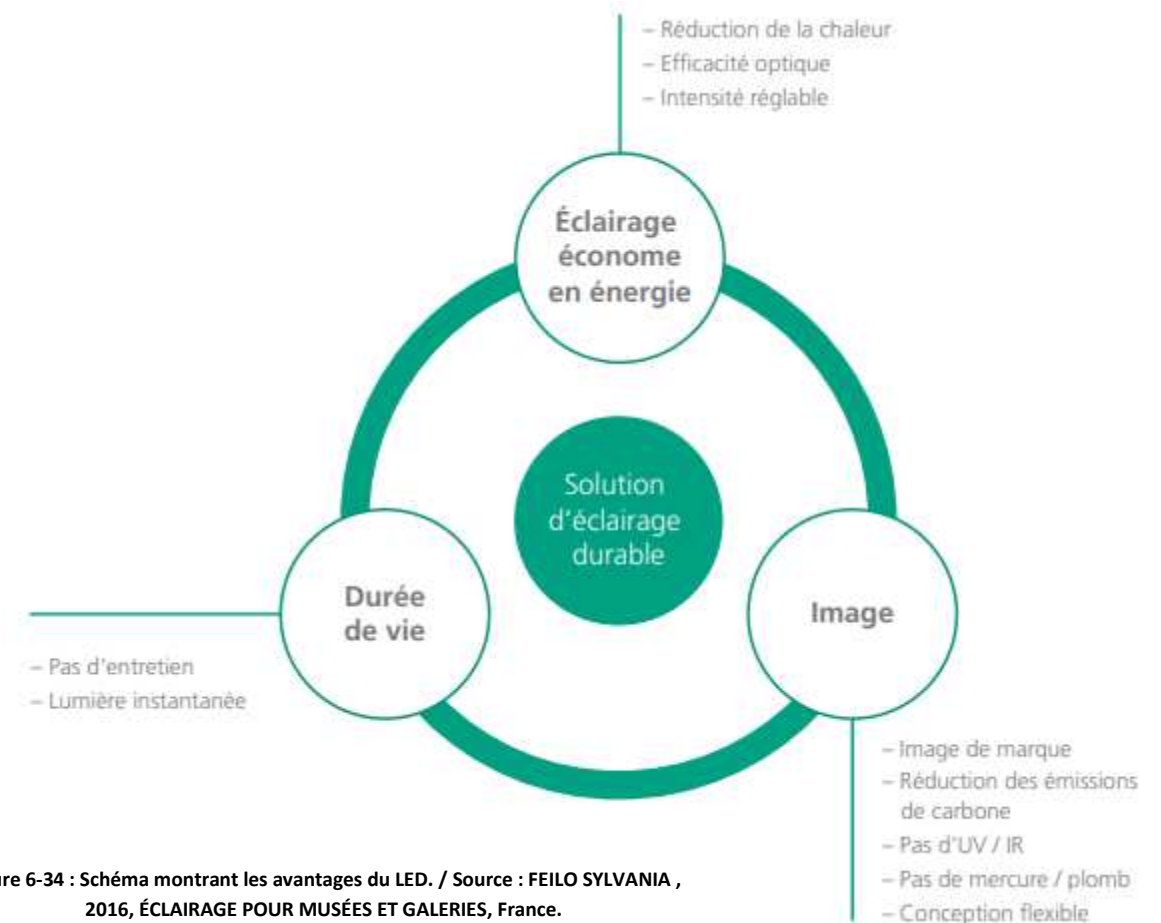 – Réduction de la chaleur
– Efficacité optique
– Intensité réglable
Éclairage
économe
en énergie
Solution
d'éclairage
durable
Durée
de vie
Image
– Pas d'entretien
– Lumière instantanée
– Image de marque
– Réduction des émissions
de carbone
– Pas d'UV / IR
– Pas de mercure / plomb
– Conception flexible
ure 6-34 : Schéma montrant les avantages du LED. / Source : FEILO SYLVANIA ,
2016, ÉCLAIRAGE POUR MUSÉES ET GALERIES, France.